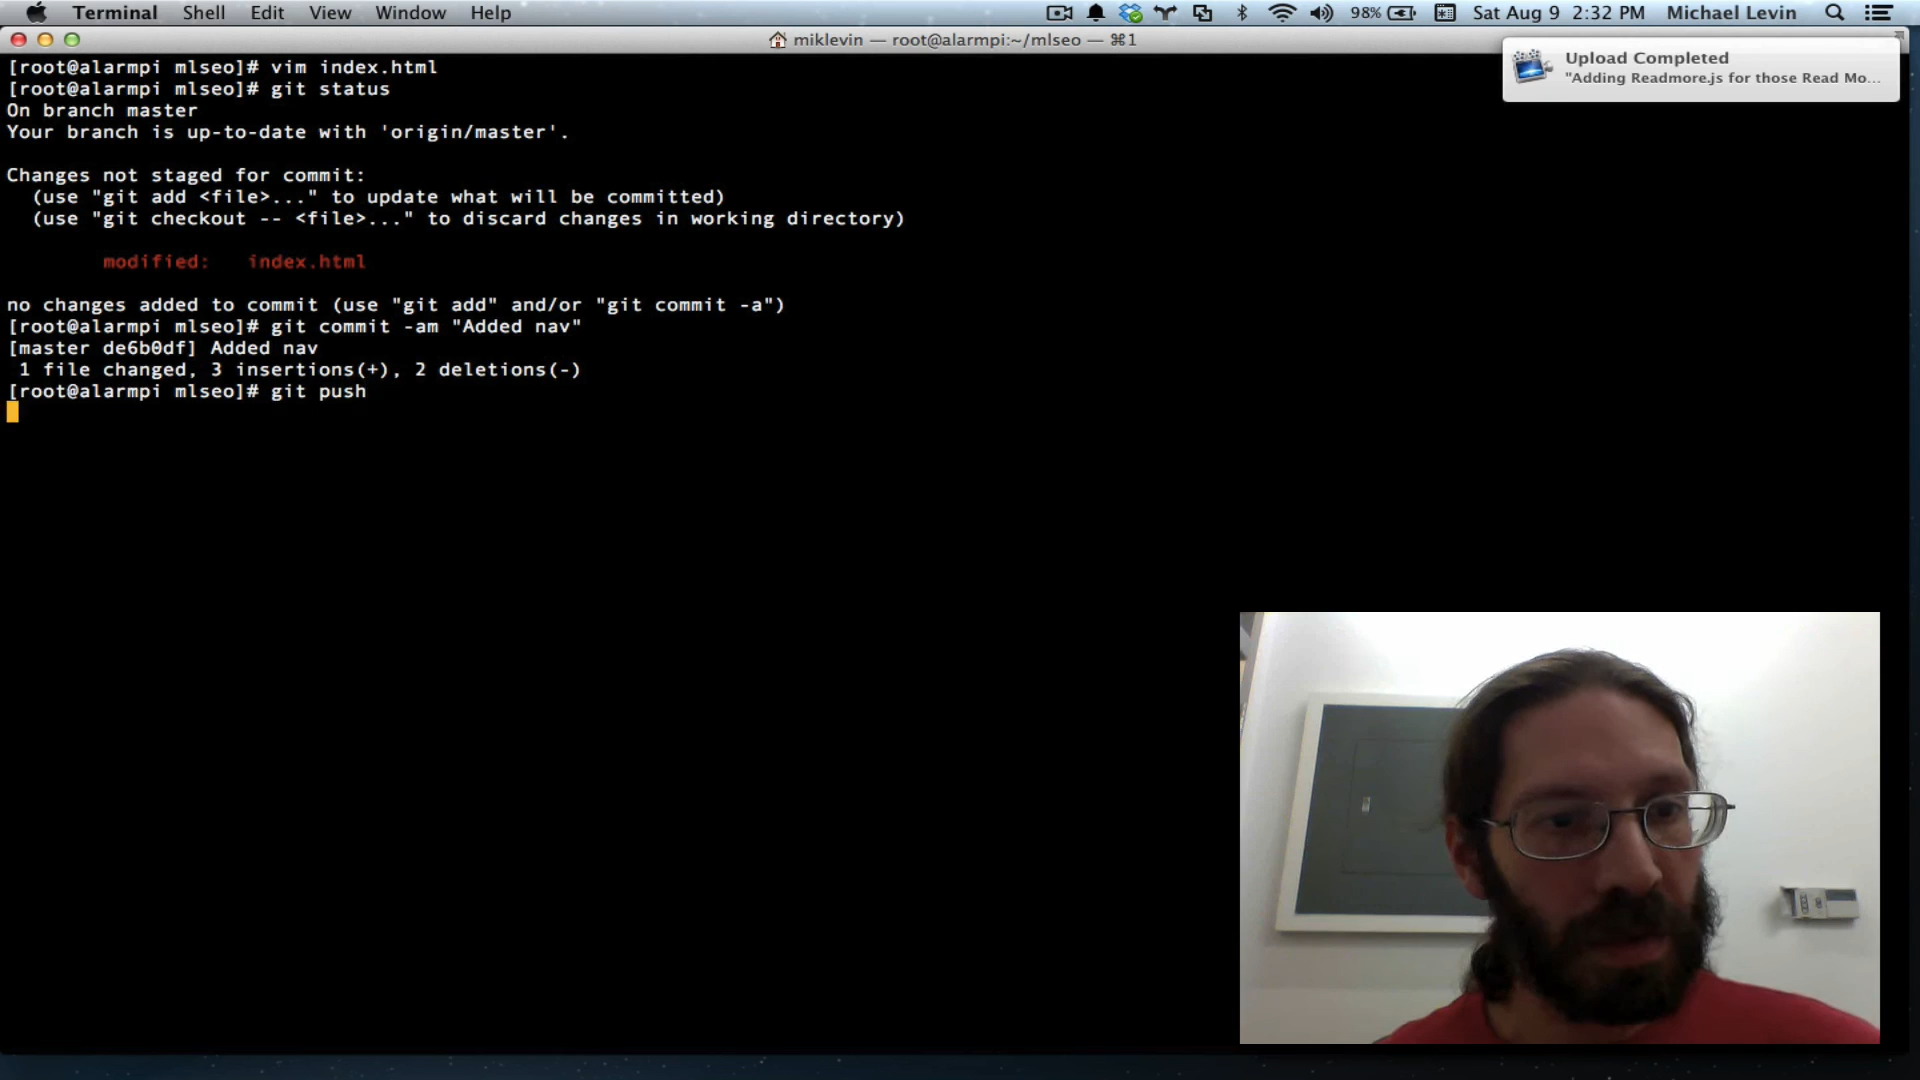 Terminal Shell Edit View Window Help 98% Sat Aug 9 2:32 PM Michael Levin
miklevin — root@alarmpi:~/mlseo — ⌘1
Upload Completed
"Adding Readmore.js for those Read Mo...
[root@alarmpi mlseo]# vim index.html
[root@alarmpi mlseo]# git status
On branch master
Your branch is up-to-date with 'origin/master'.
Changes not staged for commit:
(use "git add <file>..." to update what will be committed)
(use "git checkout -- <file>..." to discard changes in working directory)
modified: index.html
no changes added to commit (use "git add" and/or "git commit -a")
[root@alarmpi mlseo]# git commit -am "Added nav"
[master de6b0df] Added nav
1 file changed, 3 insertions(+), 2 deletions(-)
[root@alarmpi mlseo]# git push